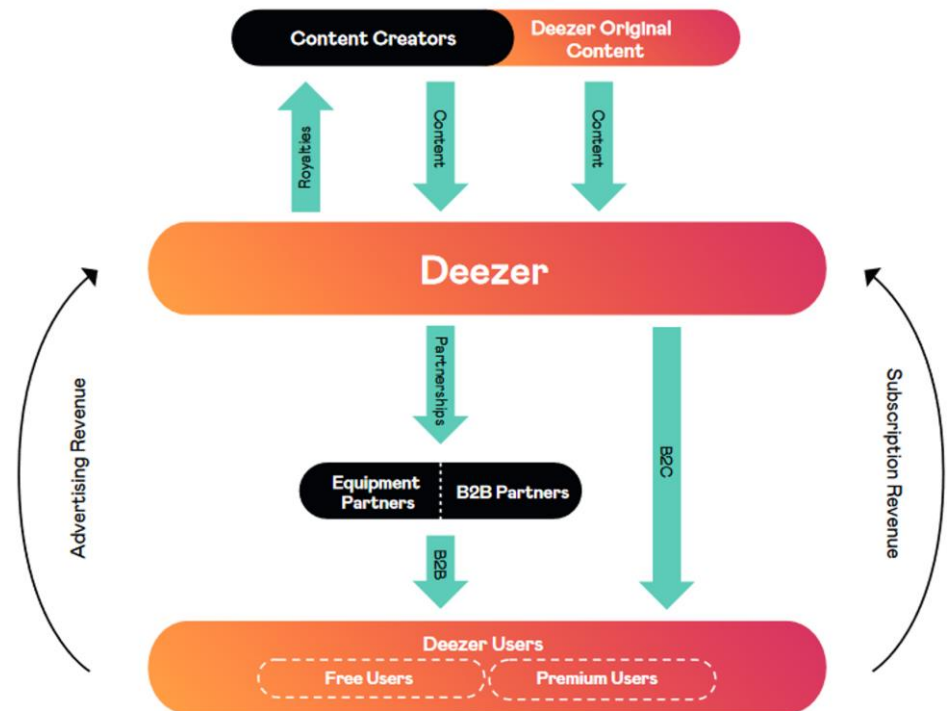 Content Creators
Deezer Original
Content
Royalties
Content
Content
Deezer
Partnerships
B2C
Advertising Revenue
Subscription Revenue
Equipment
Partners
B2B Partners
B2B
Deezer Users
Free Users
Premium Users